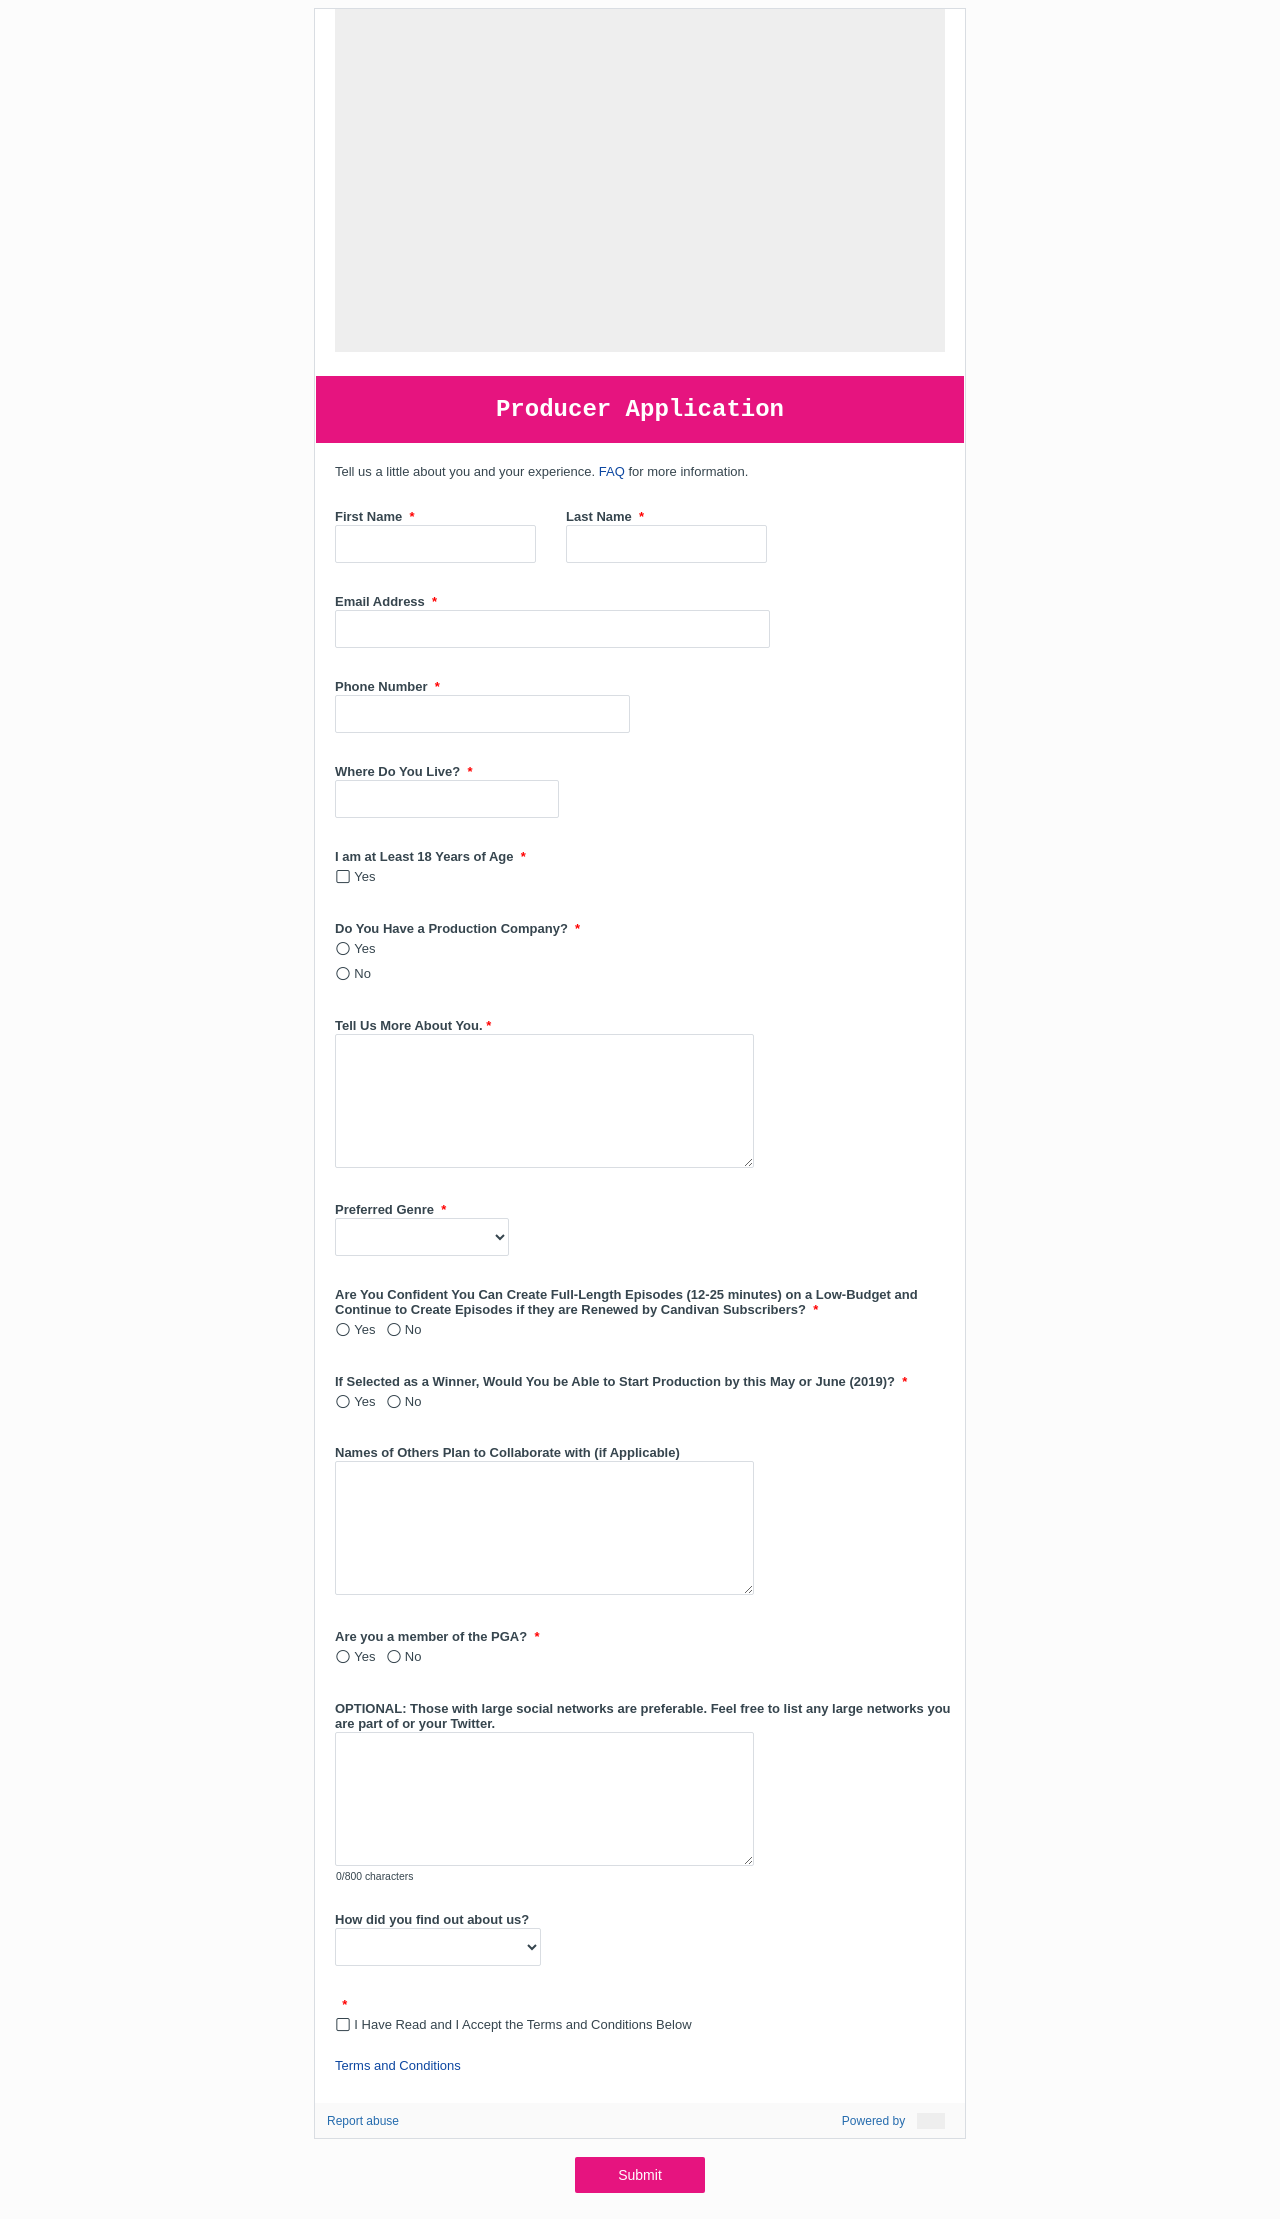 Producer Application
Tell us a little about you and your experience. FAQ for more information.
First Name *
Last Name *
Email Address *
Phone Number *
Where Do You Live? *
I am at Least 18 Years of Age *
Yes
Do You Have a Production Company? *
Yes
No
Tell Us More About You. *
Preferred Genre *
Are You Confident You Can Create Full-Length Episodes (12-25 minutes) on a Low-Budget and
Continue to Create Episodes if they are Renewed by Candivan Subscribers? *
Yes No
If Selected as a Winner, Would You be Able to Start Production by this May or June (2019)? *
Yes No
Names of Others Plan to Collaborate with (if Applicable)
Are you a member of the PGA? *
Yes No
OPTIONAL: Those with large social networks are preferable. Feel free to list any large networks you
are part of or your Twitter.
0/800 characters
How did you find out about us?
*
I Have Read and I Accept the Terms and Conditions Below
Terms and Conditions
Report abuse
Powered by
Submit